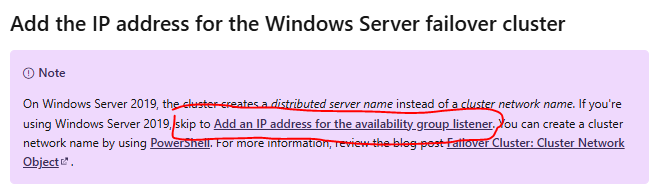 Add the IP address for the Windows Server failover cluster
Note
On Windows Server 2019, the cluster creates a distributed server name instead of a cluster network name. If you're
using Windows Server 2019, skip to Add an IP address for the availability group listener. You can create a cluster
network name by using PowerShell. For more information, review the blog post Failover Cluster: Cluster Network
Object.